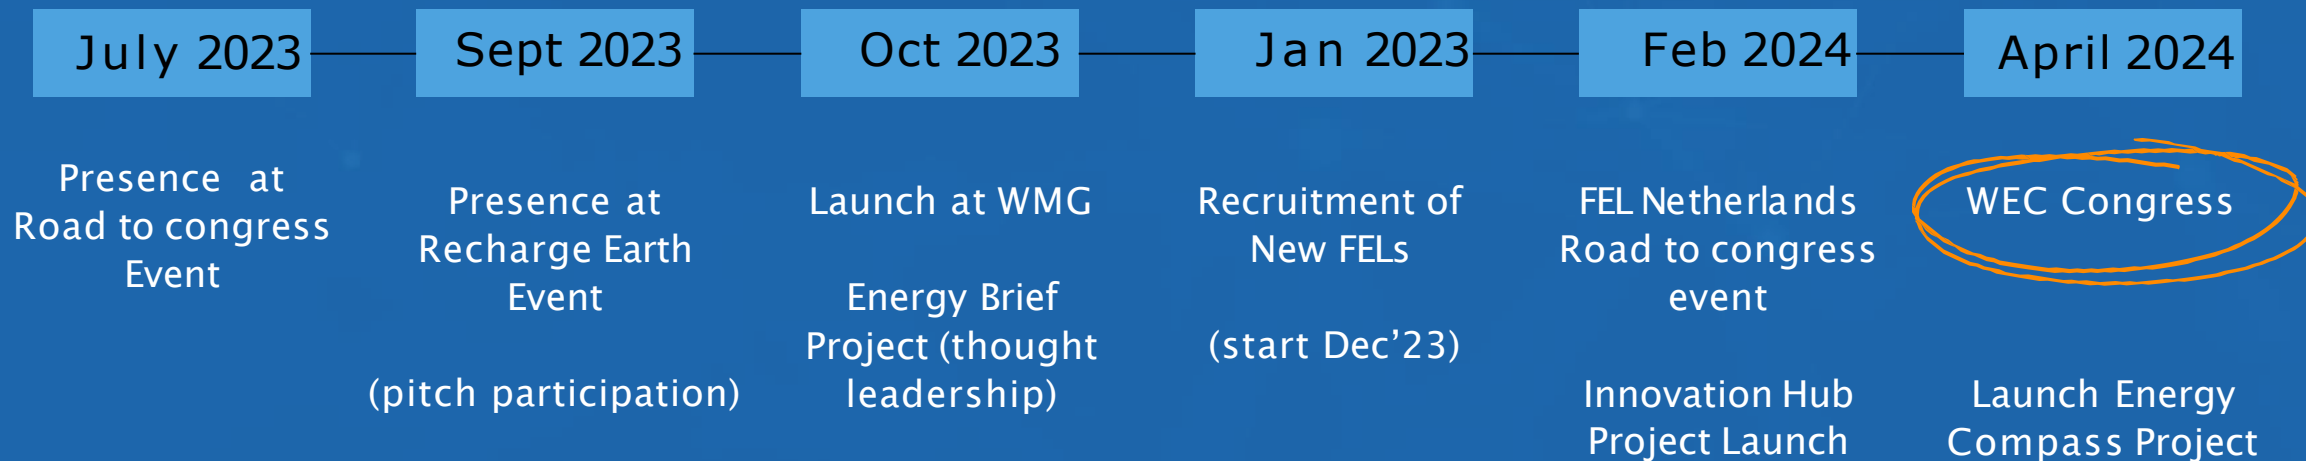 July 2023
Sept 2023
Oct 2023
Jan 2023
Feb 2024
April 2024
Presence at
Road to congress
Event
Presence at
Recharge Earth
Event
(pitch participation)
Launch at WMG
Energy Brief
Project (thought
leadership)
Recruitment of
New FELs
(start Dec’23)
FEL Netherlands
Road to congress
event
Innovation Hub
Project Launch
WEC Congress
Launch Energy
Compass Project